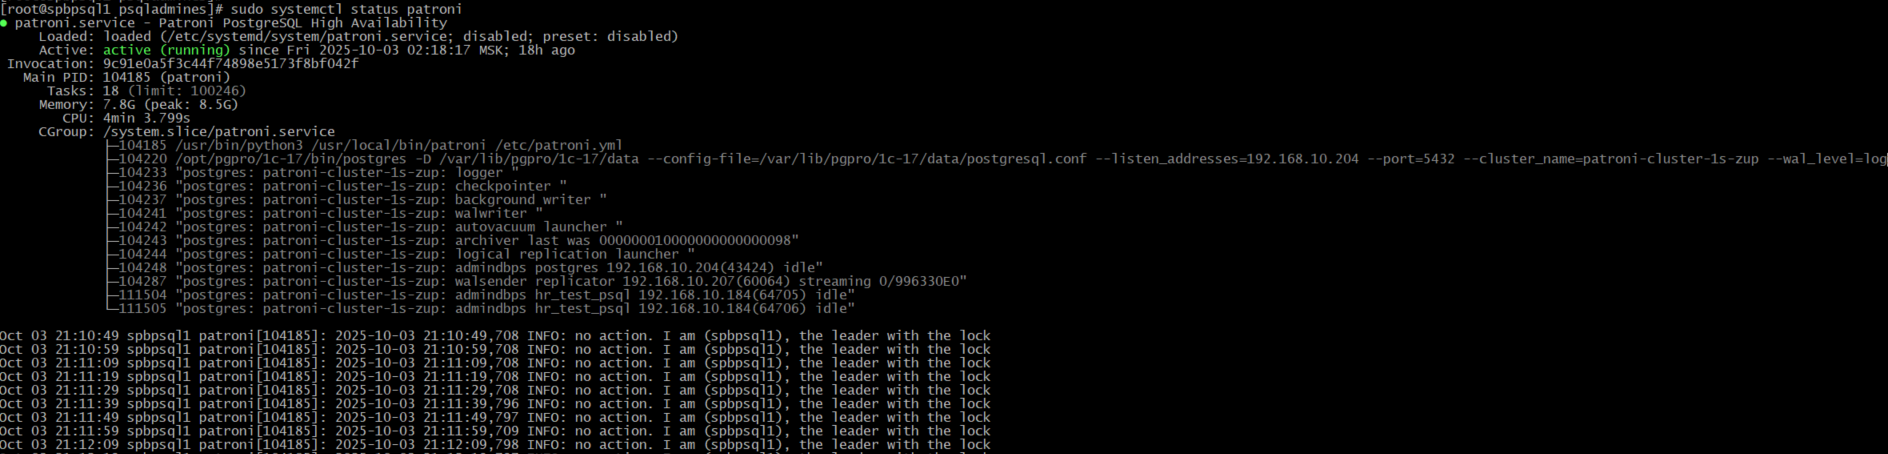 [root@spbpsql1 psqladmines]# sudo systemctl status patroni
● patroni.service - Patroni PostgreSQL High Availability
Loaded: loaded (/etc/systemd/system/patroni.service; disabled; preset: disabled)
Active: active (running) since Fri 2025-10-03 02:18:17 MSK; 18h ago
Invocation: 9c91e0a5f3c44f74898e5173f8bf042f
Main PID: 104185 (patroni)
Tasks: 18 (limit: 100246)
Memory: 7.8G (peak: 8.5G)
CPU: 4min 3.799s
CGroup: /system.slice/patroni.service
├─104185 /usr/bin/python3 /usr/local/bin/patroni /etc/patroni.yml
├─104220 /opt/pgpro/1c-17/bin/postgres -D /var/lib/pgpro/1c-17/data --config-file=/var/lib/pgpro/1c-17/data/postgresql.conf --listen_addresses=192.168.10.204 --port=5432 --cluster_name=patroni-cluster-1s-zup --wal_level=log
├─104233 "postgres: patroni-cluster-1s-zup: logger "
├─104236 "postgres: patroni-cluster-1s-zup: checkpointer "
├─104237 "postgres: patroni-cluster-1s-zup: background writer "
├─104241 "postgres: patroni-cluster-1s-zup: walwriter "
├─104242 "postgres: patroni-cluster-1s-zup: autovacuum launcher "
├─104243 "postgres: patroni-cluster-1s-zup: archiver last was 000000010000000000000098"
├─104244 "postgres: patroni-cluster-1s-zup: logical replication launcher "
├─104248 "postgres: patroni-cluster-1s-zup: admindbps postgres 192.168.10.204(43424) idle"
├─104287 "postgres: patroni-cluster-1s-zup: walsender replicator 192.168.10.207(60064) streaming 0/996330E0"
├─111504 "postgres: patroni-cluster-1s-zup: admindbps hr_test_psql 192.168.10.184(64705) idle"
└─111505 "postgres: patroni-cluster-1s-zup: admindbps hr_test_psql 192.168.10.184(64706) idle"
Oct 03 21:10:49 spbpsql1 patroni[104185]: 2025-10-03 21:10:49,708 INFO: no action. I am (spbpsql1), the leader with the lock
Oct 03 21:10:59 spbpsql1 patroni[104185]: 2025-10-03 21:10:59,708 INFO: no action. I am (spbpsql1), the leader with the lock
Oct 03 21:11:09 spbpsql1 patroni[104185]: 2025-10-03 21:11:09,708 INFO: no action. I am (spbpsql1), the leader with the lock
Oct 03 21:11:19 spbpsql1 patroni[104185]: 2025-10-03 21:11:19,708 INFO: no action. I am (spbpsql1), the leader with the lock
Oct 03 21:11:29 spbpsql1 patroni[104185]: 2025-10-03 21:11:29,708 INFO: no action. I am (spbpsql1), the leader with the lock
Oct 03 21:11:39 spbpsql1 patroni[104185]: 2025-10-03 21:11:39,796 INFO: no action. I am (spbpsql1), the leader with the lock
Oct 03 21:11:49 spbpsql1 patroni[104185]: 2025-10-03 21:11:49,797 INFO: no action. I am (spbpsql1), the leader with the lock
Oct 03 21:11:59 spbpsql1 patroni[104185]: 2025-10-03 21:11:59,709 INFO: no action. I am (spbpsql1), the leader with the lock
Oct 03 21:12:09 spbpsql1 patroni[104185]: 2025-10-03 21:12:09,798 INFO: no action. I am (spbpsql1), the leader with the lock